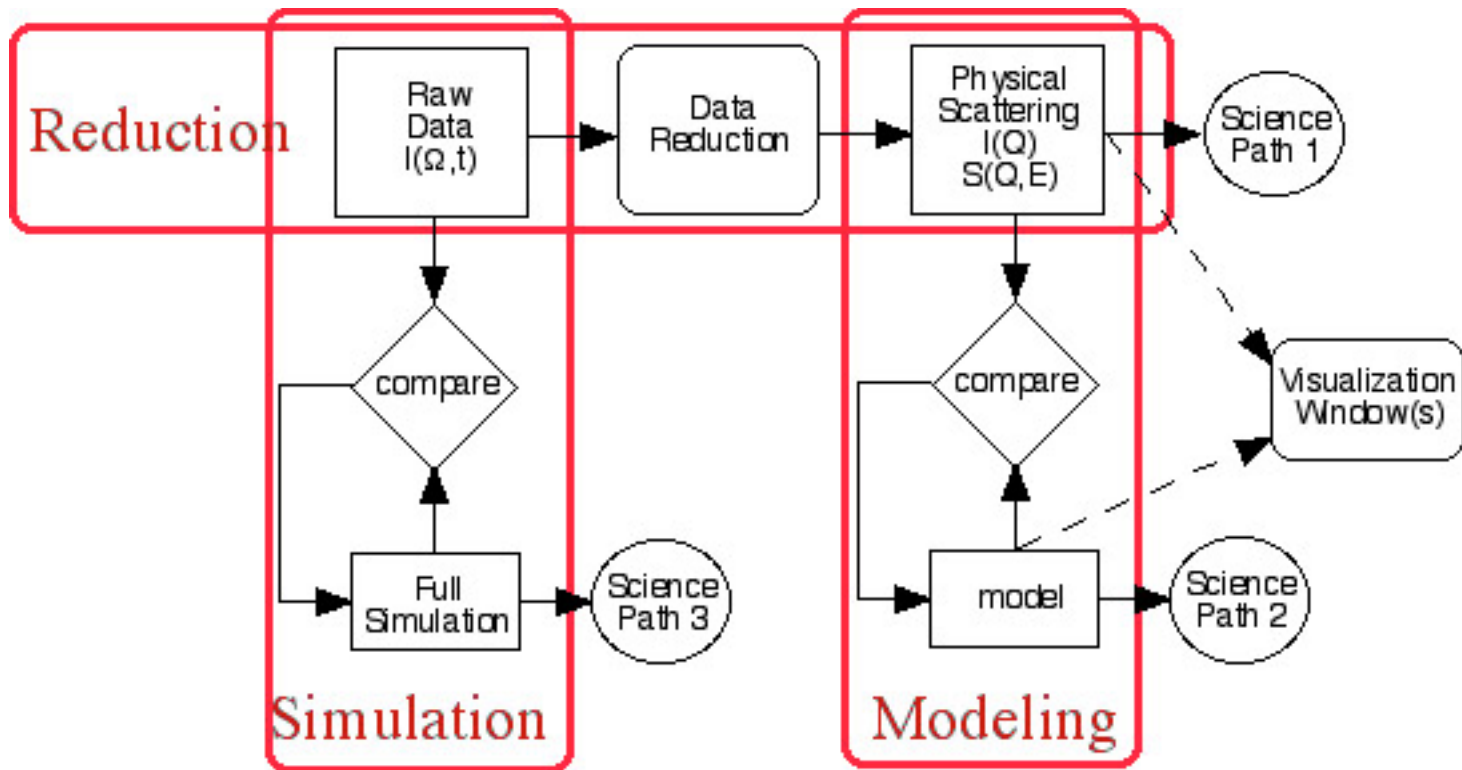 Reduction
Raw
Data
I(Ω,t)
Data
Reduction
Physical
Scattering
I(Q)
S(Q,E)
Science
Path 1
compare
compare
Visualization
Window(s)
Full
Simulation
Science
Path 3
model
Science
Path 2
Simulation
Modeling